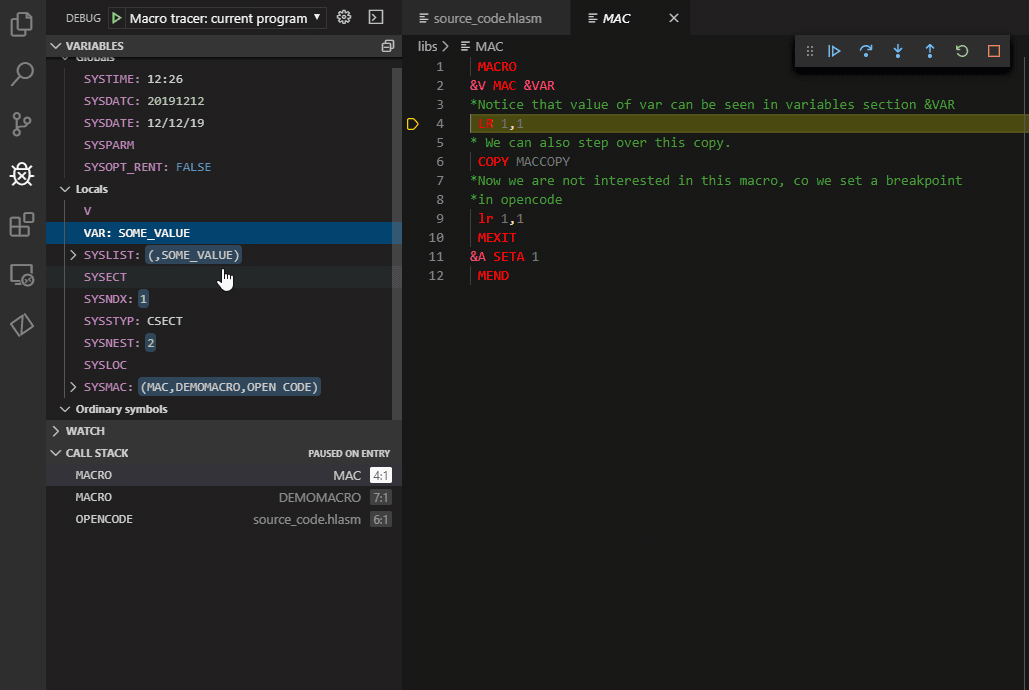 DEBUG Macro tracer: current program
VARIABLES
Globals
SYSTIME: 12:26
SYSDATC: 20191212
SYSDATE: 12/12/19
SYSPARM
SYSOPT_RENT: FALSE
Locals
V
VAR: SOME_VALUE
SYSLIST: (,SOME_VALUE)
SYSECT
SYSNDX: 1
SYSSTYP: CSECT
SYSNEST: 2
SYSLOC
SYSMAC: (MAC,DEMOMACRO,OPEN CODE)
Ordinary symbols
WATCH
CALL STACK PAUSED ON ENTRY
MACRO MAC 4:1
MACRO DEMOMACRO 7:1
OPENCODE source_code.hlasm 6:1
source_code.hlasm MAC
libs > MAC
1 MACRO
2 &V MAC &VAR
3 *Notice that value of var can be seen in variables section &VAR
4 LR 1,1
5 * We can also step over this copy.
6 COPY MACCOPY
7 *Now we are not interested in this macro, co we set a breakpoint
8 *in opencode
9 lr 1,1
10 MEXIT
11 &A SETA 1
12 MEND